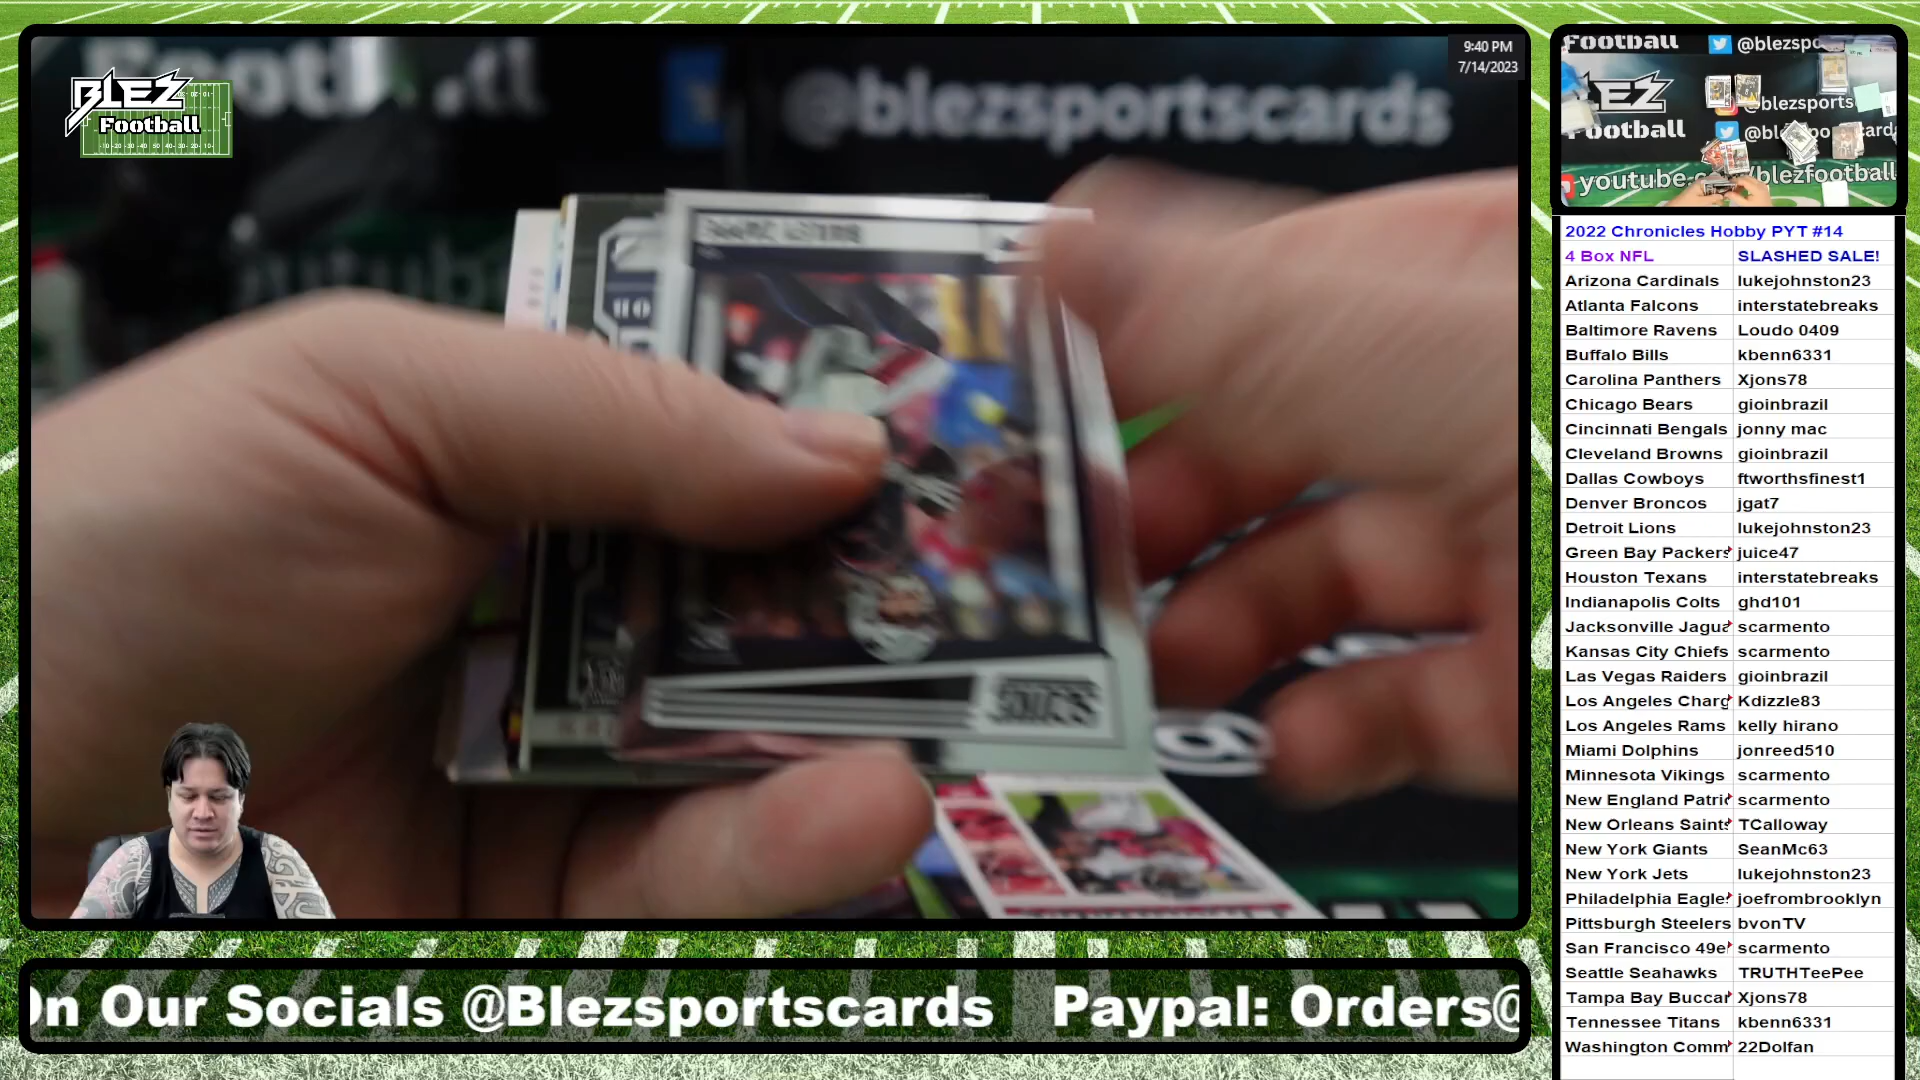 Football
@blezsportscards
9:40 PM
7/14/2023
BLEZ
Football
Football
@blezspo
EZ
@blezsports
Football
youtube.c
/blezfootball
2022 Chronicles Hobby PYT #14
4 Box NFL SLASHED SALE!
Arizona Cardinals lukejohnston23
Atlanta Falcons interstatebreaks
Baltimore Ravens Loudo 0409
Buffalo Bills kbenn6331
Carolina Panthers Xjons78
Chicago Bears gioinbrazil
Cincinnati Bengals jonny mac
Cleveland Browns gioinbrazil
Dallas Cowboys ftworthsfinest1
Denver Broncos jgat7
Detroit Lions lukejohnston23
Green Bay Packers juice47
Houston Texans interstatebreaks
Indianapolis Colts ghd101
Jacksonville Jagua scarmento
Kansas City Chiefs scarmento
Las Vegas Raiders gioinbrazil
Los Angeles Charg Kdizzle83
Los Angeles Rams kelly hirano
Miami Dolphins jonreed510
Minnesota Vikings scarmento
New England Patric scarmento
New Orleans Saints TCalloway
New York Giants SeanMc63
New York Jets lukejohnston23
Philadelphia Eagle joefrombrooklyn
Pittsburgh Steelers bvonTV
San Francisco 49e scarmento
Seattle Seahawks TRUTHTeePee
Tampa Bay Buccar Xjons78
Tennessee Titans kbenn6331
Washington Comm 22Dolfan
On Our Socials @Blezsportscards Paypal: Orders@